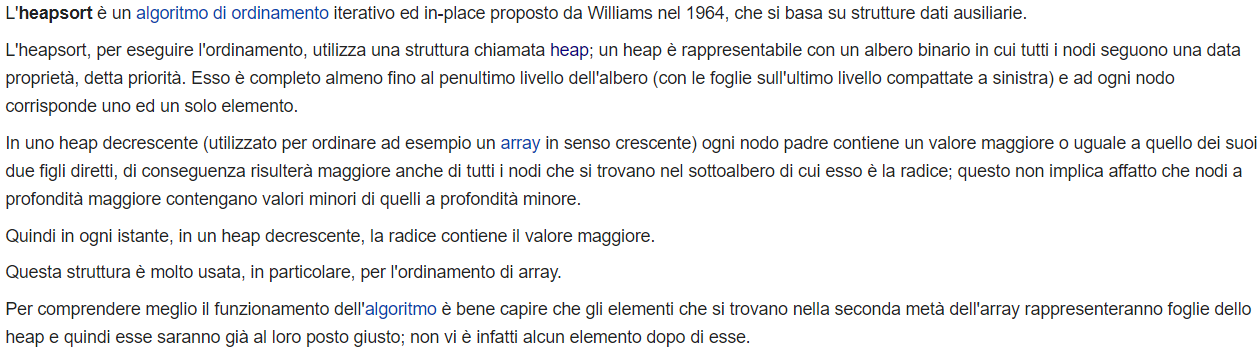 L'heapsort è un algoritmo di ordinamento iterativo ed in-place proposto da Williams nel 1964, che si basa su strutture dati ausiliarie.
L'heapsort, per eseguire l'ordinamento, utilizza una struttura chiamata heap; un heap è rappresentabile con un albero binario in cui tutti i nodi seguono una data
proprietà, detta priorità. Esso è completo almeno fino al penultimo livello dell'albero (con le foglie sull'ultimo livello compattate a sinistra) e ad ogni nodo
corrisponde uno ed un solo elemento.
In uno heap decrescente (utilizzato per ordinare ad esempio un array in senso crescente) ogni nodo padre contiene un valore maggiore o uguale a quello dei suoi
due figli diretti, di conseguenza risulterà maggiore anche di tutti i nodi che si trovano nel sottoalbero di cui esso è la radice; questo non implica affatto che nodi a
profondità maggiore contengano valori minori di quelli a profondità minore.
Quindi in ogni istante, in un heap decrescente, la radice contiene il valore maggiore.
Questa struttura è molto usata, in particolare, per l'ordinamento di array.
Per comprendere meglio il funzionamento dell'algoritmo è bene capire che gli elementi che si trovano nella seconda metà dell'array rappresenteranno foglie dello
heap e quindi esse saranno già al loro posto giusto; non vi è infatti alcun elemento dopo di esse.